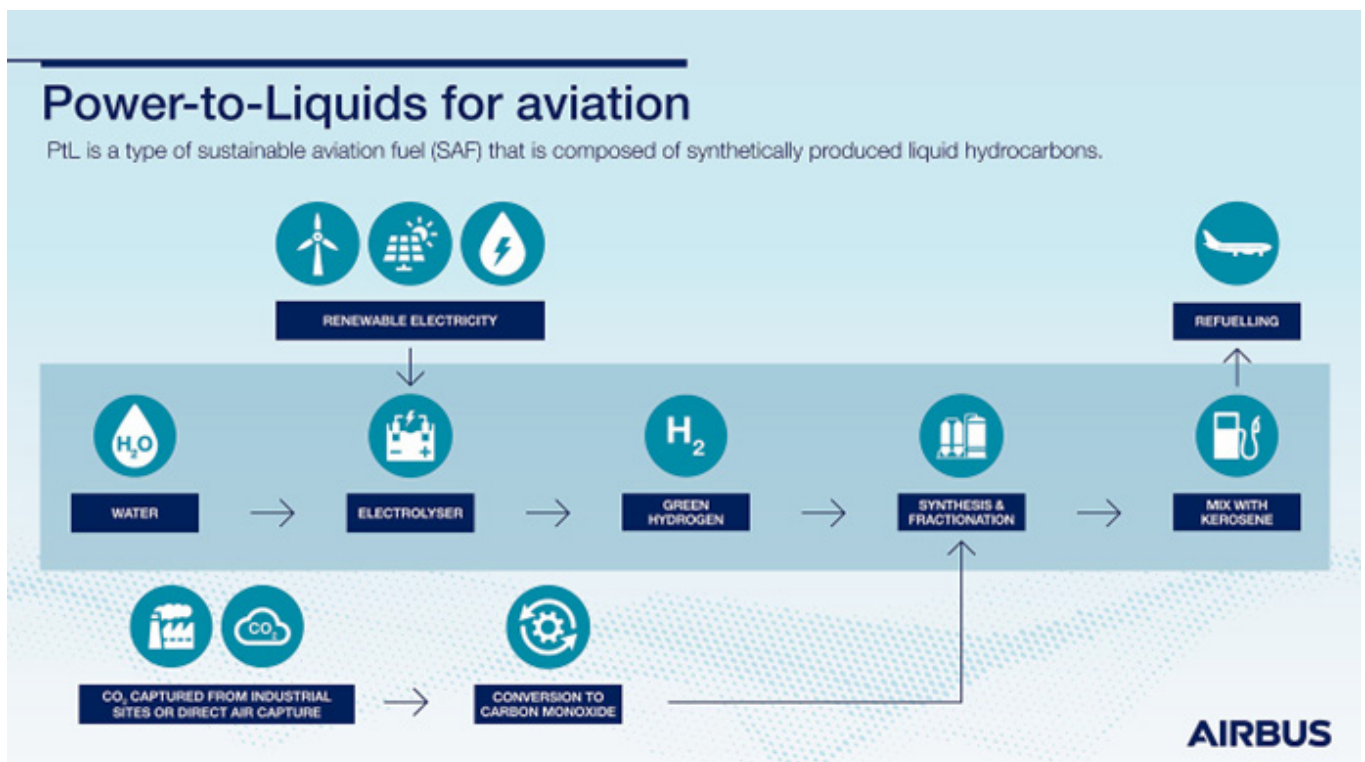 Power-to-Liquids for aviation
PtL is a type of sustainable aviation fuel (SAF) that is composed of synthetically produced liquid hydrocarbons.
RENEWABLE ELECTRICITY
REFUELLING
H₂O
H₂
WATER
ELECTROLYSER
GREEN
HYDROGEN
SYNTHESIS &
FRACTIONATION
MIX WITH
KEROSENE
CO₂
CO₂ CAPTURED FROM INDUSTRIAL
SITES OR DIRECT AIR CAPTURE
CONVERSION TO
CARBON MONOXIDE
AIRBUS